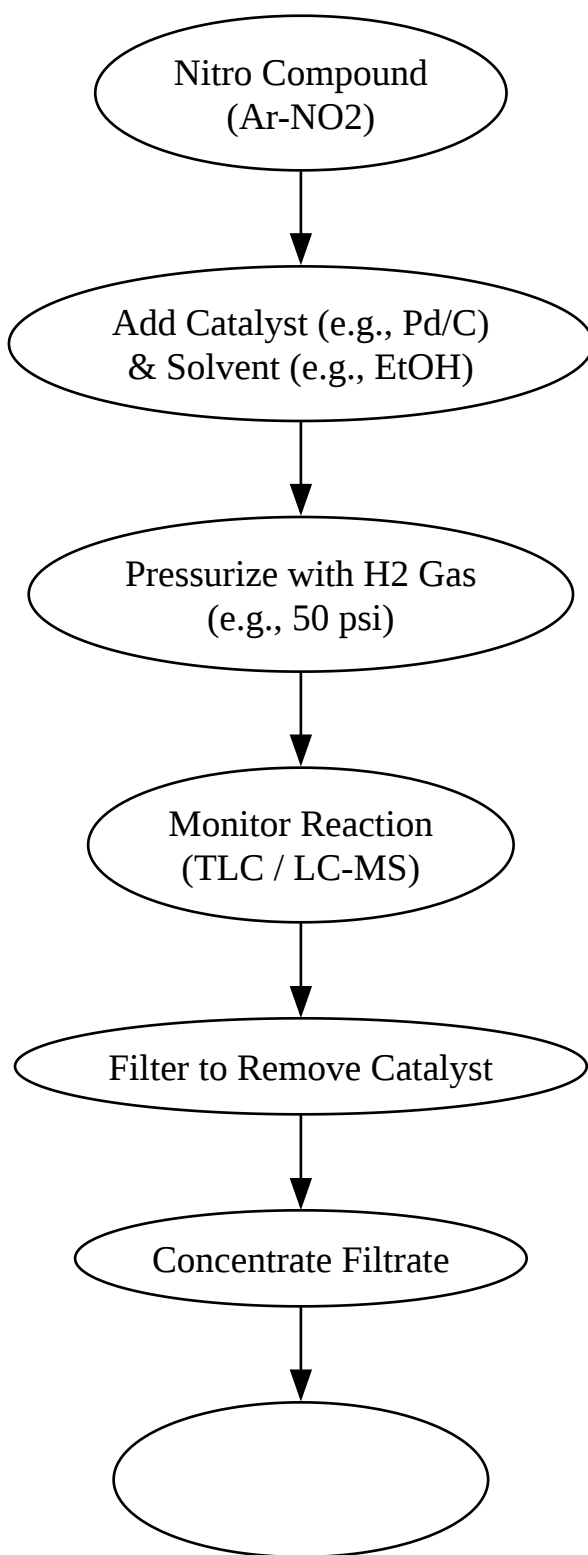 Nitro Compound
(Ar-NO2)
Add Catalyst (e.g., Pd/C)
& Solvent (e.g., EtOH)
Pressurize with H2 Gas
(e.g., 50 psi)
Monitor Reaction
(TLC / LC-MS)
Filter to Remove Catalyst
Concentrate Filtrate